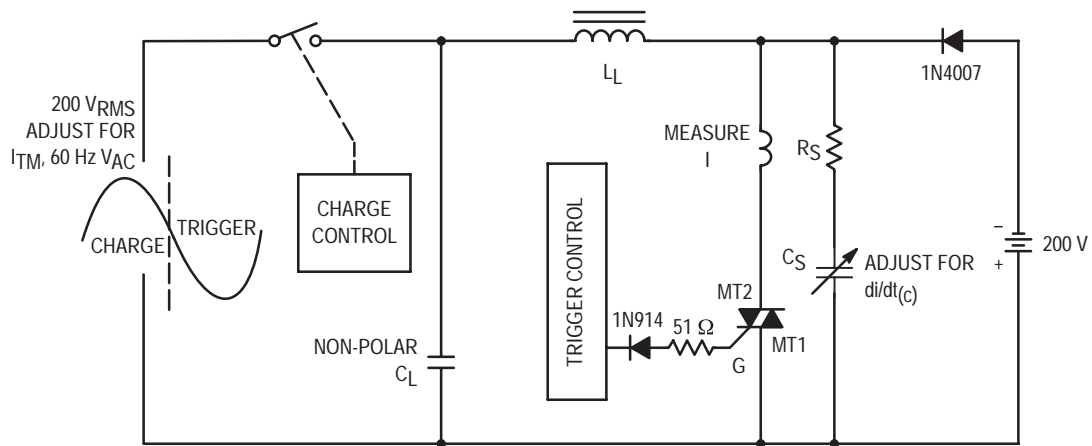 200 VRMS
ADJUST FOR
ITM, 60 Hz VAC
TRIGGER
CHARGE
CHARGE
CONTROL
NON-POLAR
CL
LL
TRIGGER CONTROL
MEASURE
I
1N914
51 Ω
G
MT2
MT1
RS
CS
ADJUST FOR
di/dt(c)
1N4007
–
+
200 V